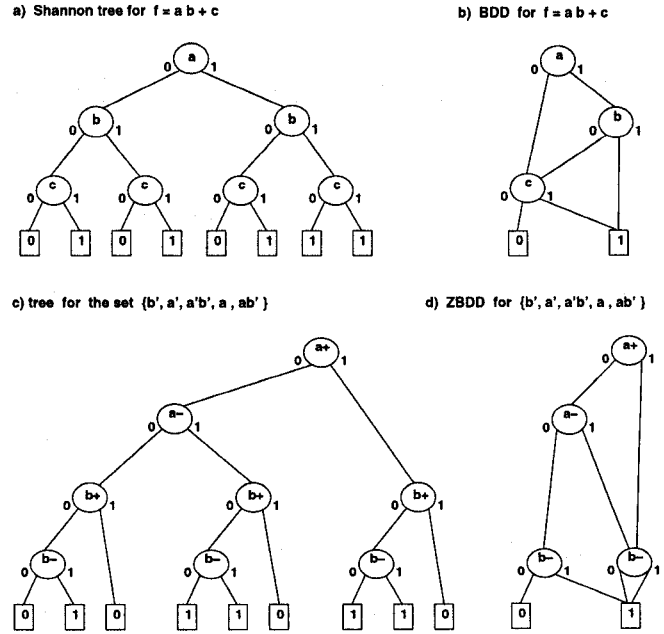 a) Shannon tree for f = a b + c
b) BDD for f = a b + c
a
0 1
b b
0 1 0 1
c c c c
0 1 0 1 0 1 0 1
0 1 0 1 0 1 1 1
a
0 1
b
0 1
c
0 1
0 1
c) tree for the set {b', a', a'b', a , ab' }
d) ZBDD for {b', a', a'b', a , ab' }
a+
0 1
a–
0 1
b+ b+ b+
0 1 0 1 0 1
b– b– b–
0 1 0 1 0 1
0 1 0 1 1 0 1 1 0
a+
0 1
a–
0 1
b– b–
0 1 0 1
0 1